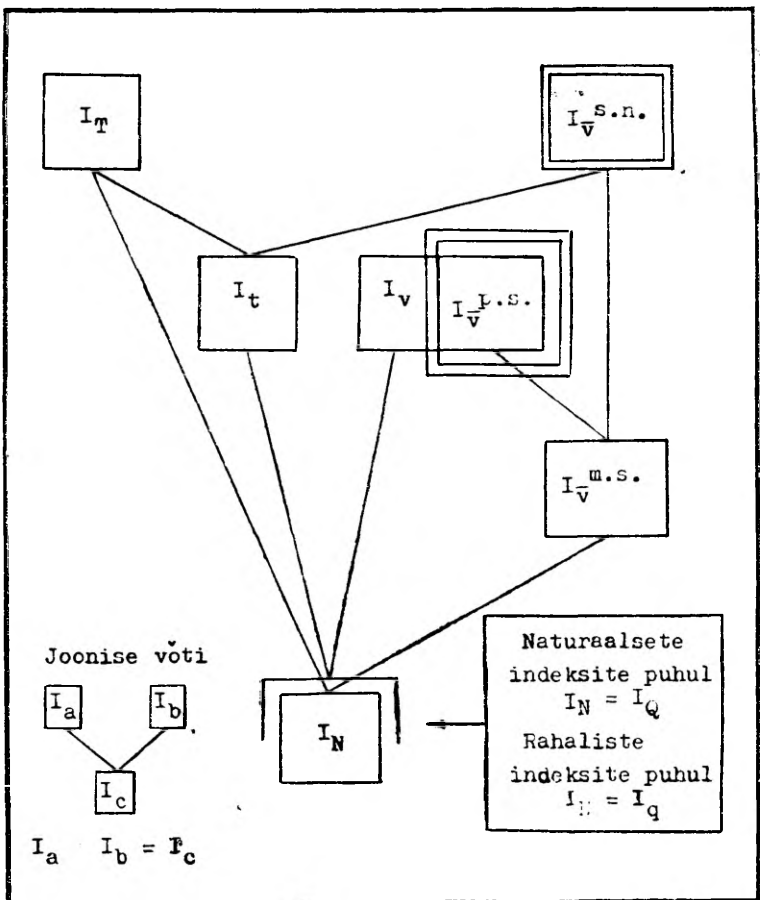 I_T
I_v̅^s.n.
I_t
I_v
I_v̅^p.s.
I_v̅^m.s.
Joonise võti
I_a
I_b
I_c
I_a I_b = I_c
I_N
Naturaalsete
indeksite puhul
I_N = I_Q
Rahaliste
indeksite puhul
I_N = I_q